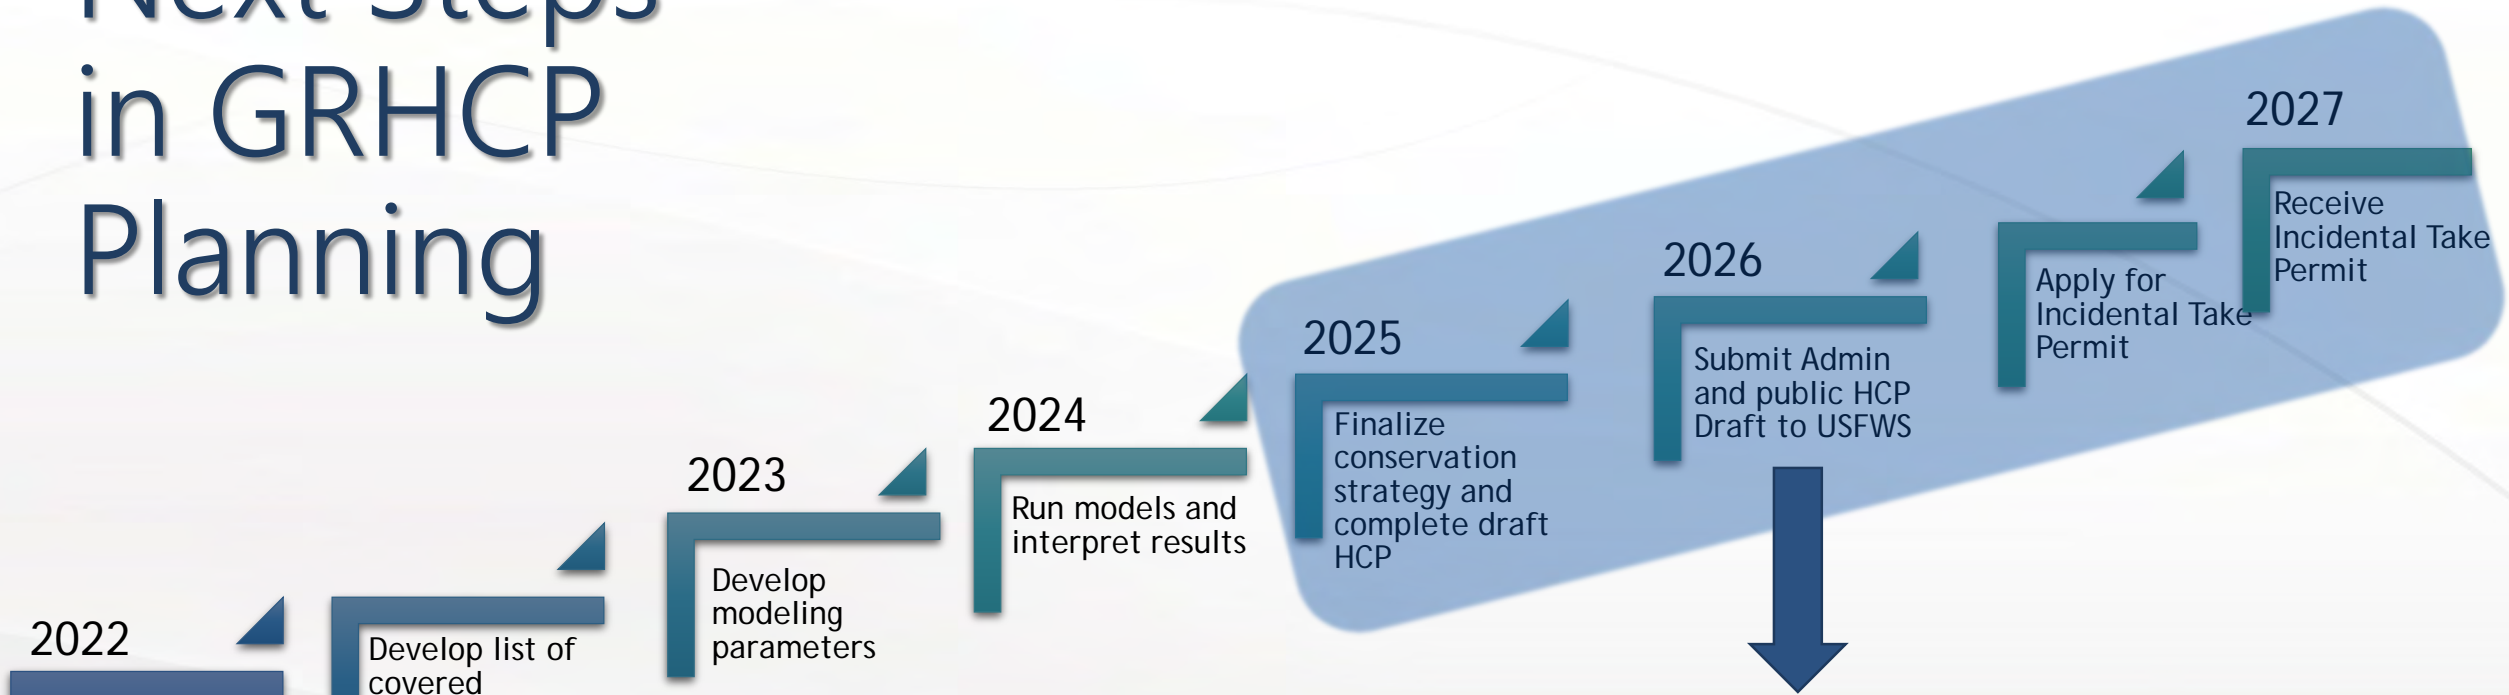 Next Steps
in GRHCP
Planning
2022
Develop list of
covered
2023
Develop
modeling
parameters
2024
Run models and
interpret results
2025
Finalize
conservation
strategy and
complete draft
HCP
2026
Submit Admin
and public HCP
Draft to USFWS
Apply for
Incidental Take
Permit
2027
Receive
Incidental Take
Permit